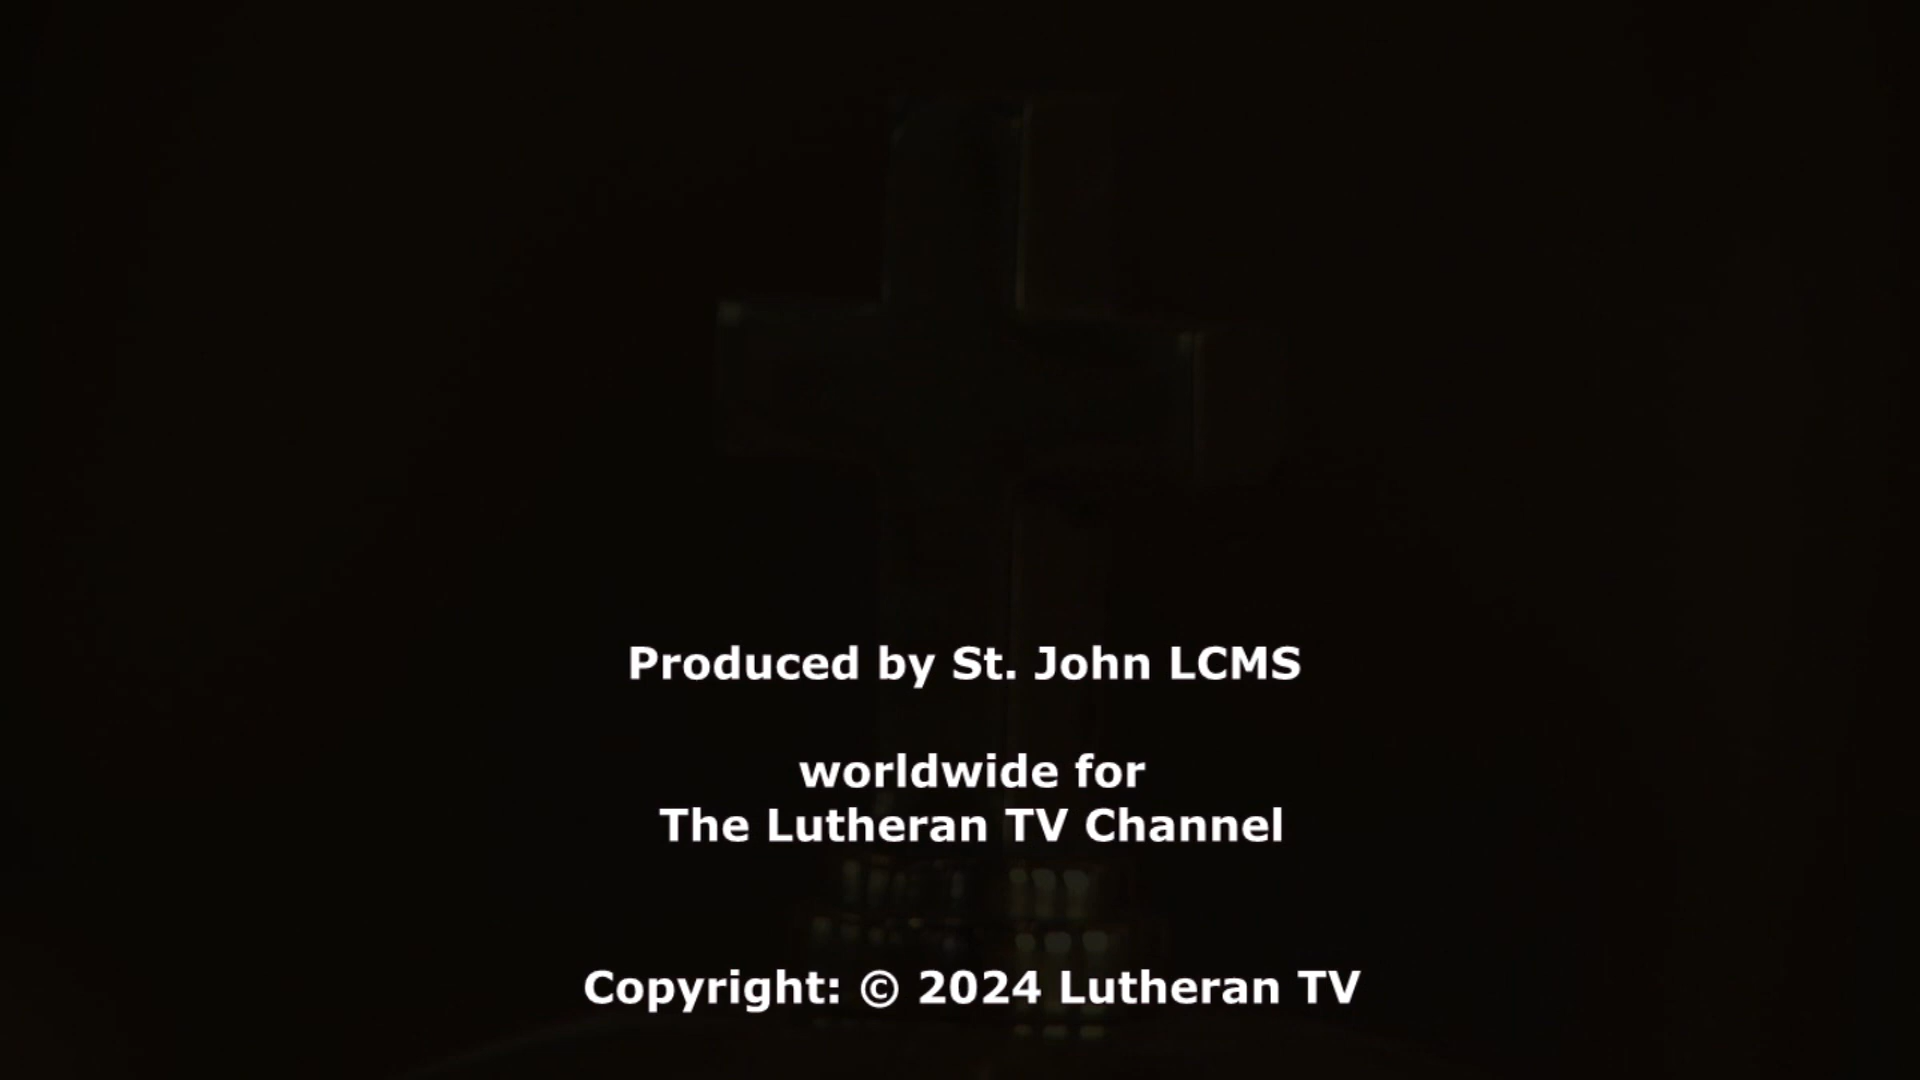 Produced by St. John LCMS
worldwide for
The Lutheran TV Channel
Copyright: © 2024 Lutheran TV